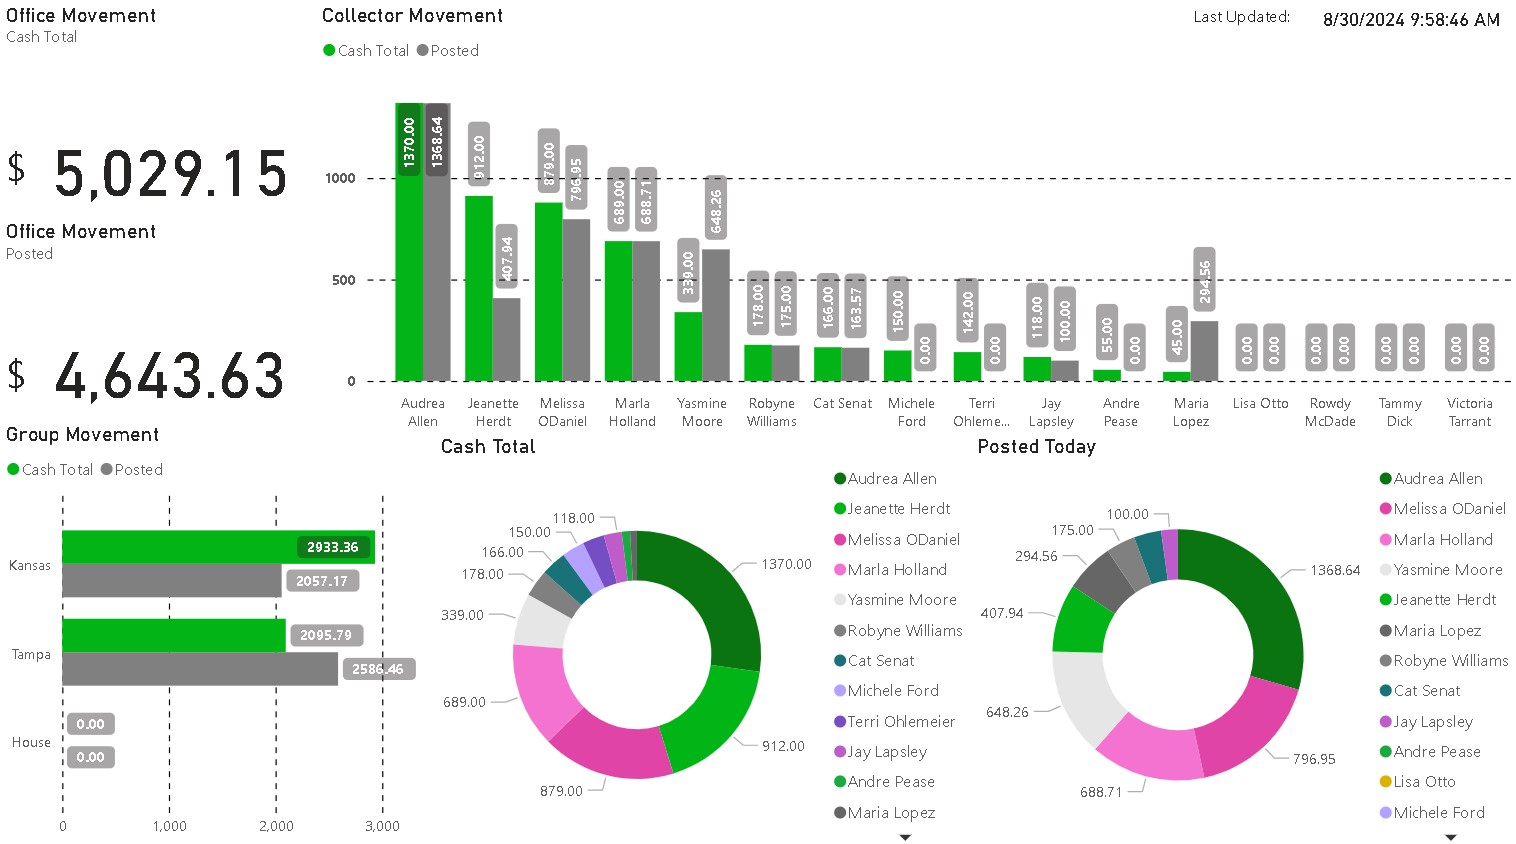 Office Movement
Cash Total
$ 5,029.15
Office Movement
Posted
$ 4,643.63
Collector Movement
Cash Total Posted
Last Updated: 8/30/2024 9:58:46 AM
1000
500
0
1370.00 1368.64
912.00 407.94
879.00 796.95
689.00 688.71
339.00 648.26
178.00 175.00
166.00 163.57
150.00 0.00
142.00 0.00
118.00 100.00
55.00 0.00
45.00 294.56
0.00 0.00
0.00 0.00
0.00 0.00
0.00 0.00
Audrea Allen
Jeanette Herdt
Melissa ODaniel
Marla Holland
Yasmine Moore
Robyne Williams
Cat Senat
Michele Ford
Terri Ohleme...
Jay Lapsley
Andre Pease
Maria Lopez
Lisa Otto
Rowdy McDade
Tammy Dick
Victoria Tarrant
Group Movement
Cash Total Posted
Kansas
2933.36
2057.17
Tampa
2095.79
2586.46
House
0.00
0.00
0 1,000 2,000 3,000
Cash Total
118.00
150.00
166.00
178.00
339.00
689.00
879.00
912.00
1370.00
Audrea Allen
Jeanette Herdt
Melissa ODaniel
Marla Holland
Yasmine Moore
Robyne Williams
Cat Senat
Michele Ford
Terri Ohlemeier
Jay Lapsley
Andre Pease
Maria Lopez
Posted Today
100.00
175.00
294.56
407.94
648.26
688.71
796.95
1368.64
Audrea Allen
Melissa ODaniel
Marla Holland
Yasmine Moore
Jeanette Herdt
Maria Lopez
Robyne Williams
Cat Senat
Jay Lapsley
Andre Pease
Lisa Otto
Michele Ford